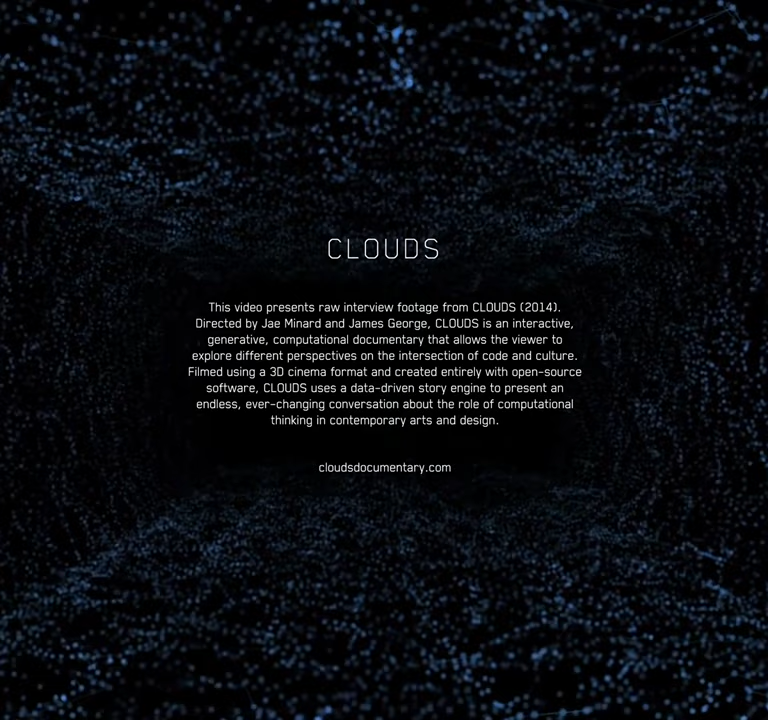 CLOUDS
This video presents raw interview footage from CLOUDS (2014).
Directed by Jae Minard and James George, CLOUDS is an interactive,
generative, computational documentary that allows the viewer to
explore different perspectives on the intersection of code and culture.
Filmed using a 3D cinema format and created entirely with open-source
software, CLOUDS uses a data-driven story engine to present an
endless, ever-changing conversation about the role of computational
thinking in contemporary arts and design.
cloudsdocumentary.com